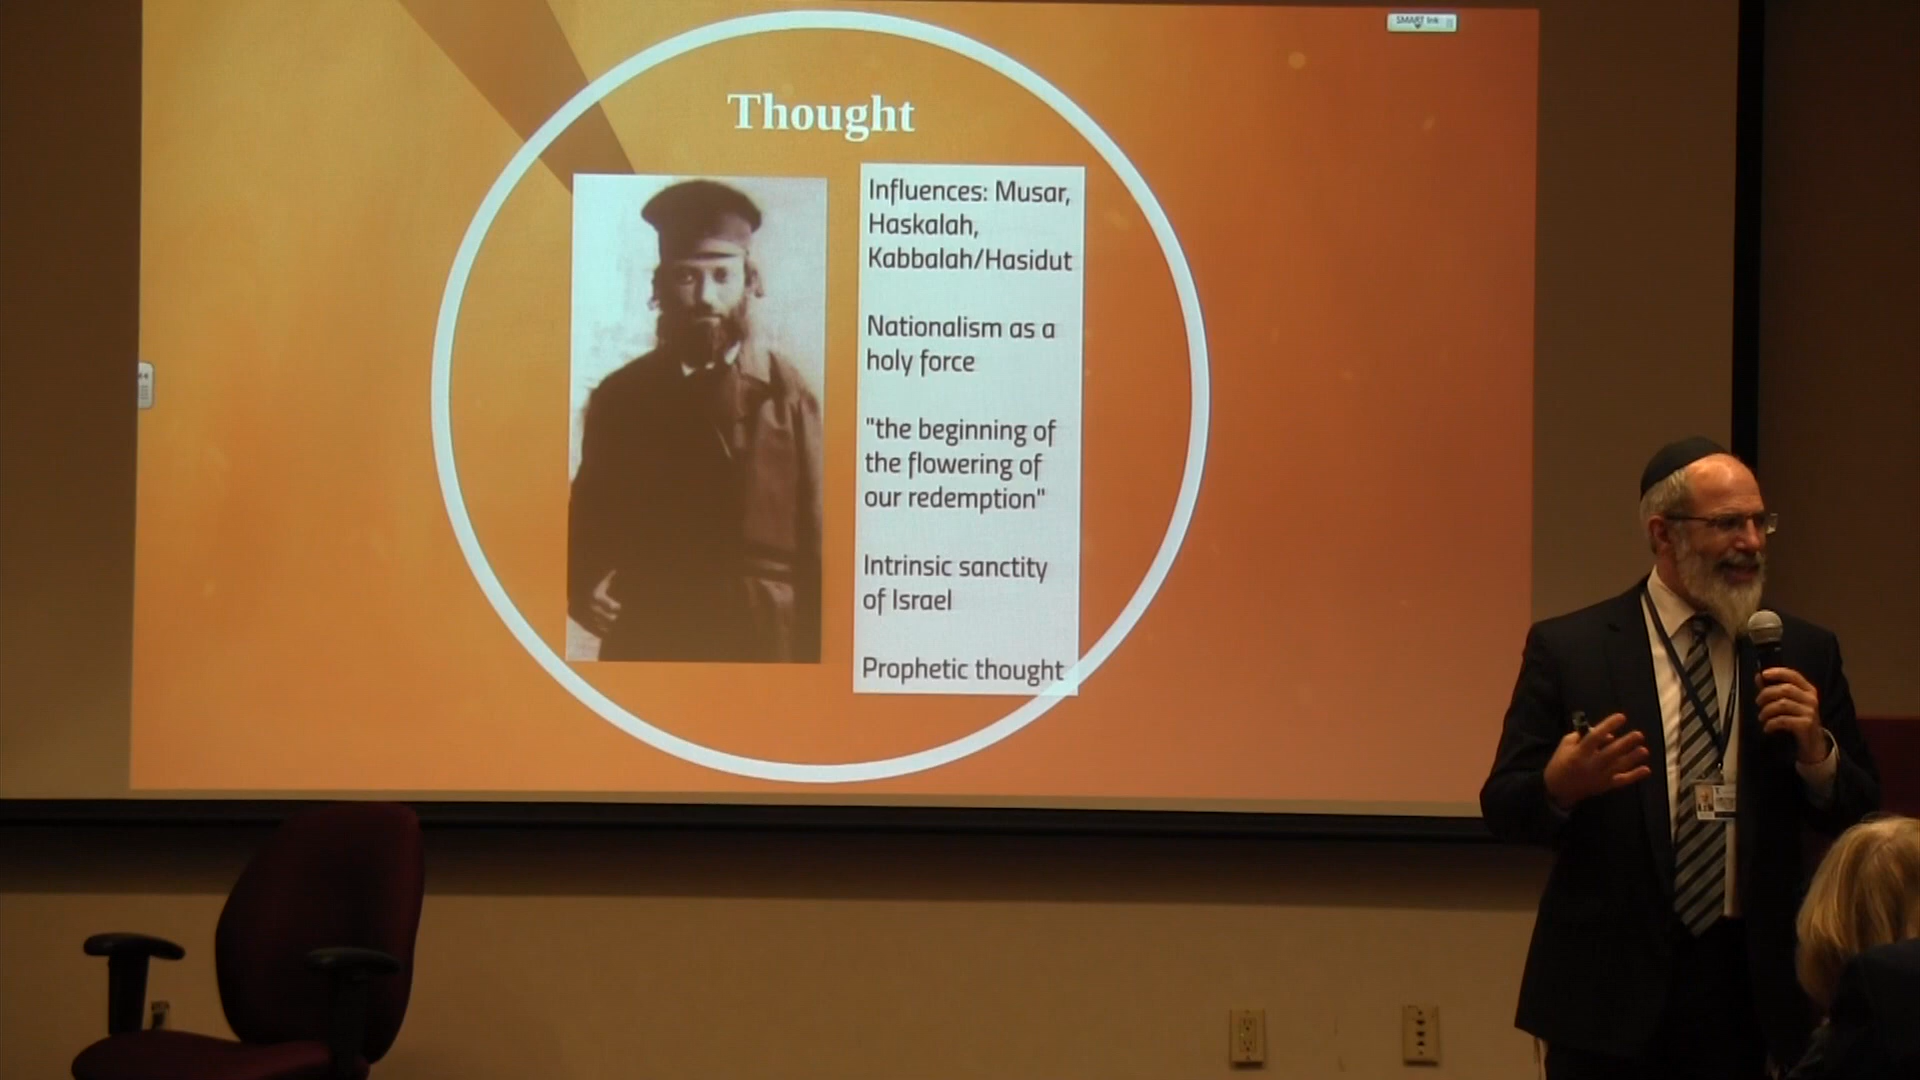 SMART Ink
Thought
Influences: Musar,
Haskalah,
Kabbalah/Hasidut
Nationalism as a
holy force
"the beginning of
the flowering of
our redemption"
Intrinsic sanctity
of Israel
Prophetic thought